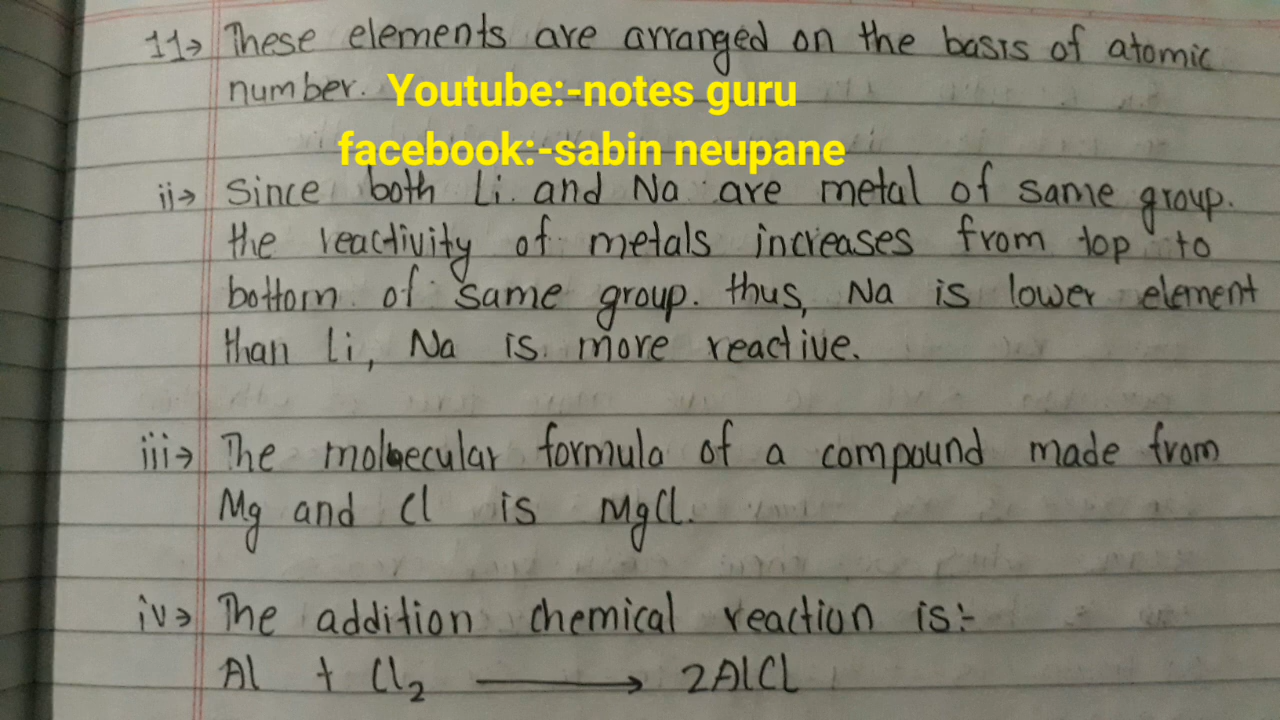 11→ These elements are arranged on the basis of atomic
number. Youtube:-notes guru
facebook:-sabin neupane
ii→ Since both Li and Na are metal of same group.
the reactivity of metals increases from top to
bottom of same group. thus, Na is lower element
than Li, Na is more reactive.
iii→ The molecular formula of a compound made from
Mg and Cl is MgCl.
iv→ The addition chemical reaction is:-
Al + Cl₂ ⟶ 2AlCl